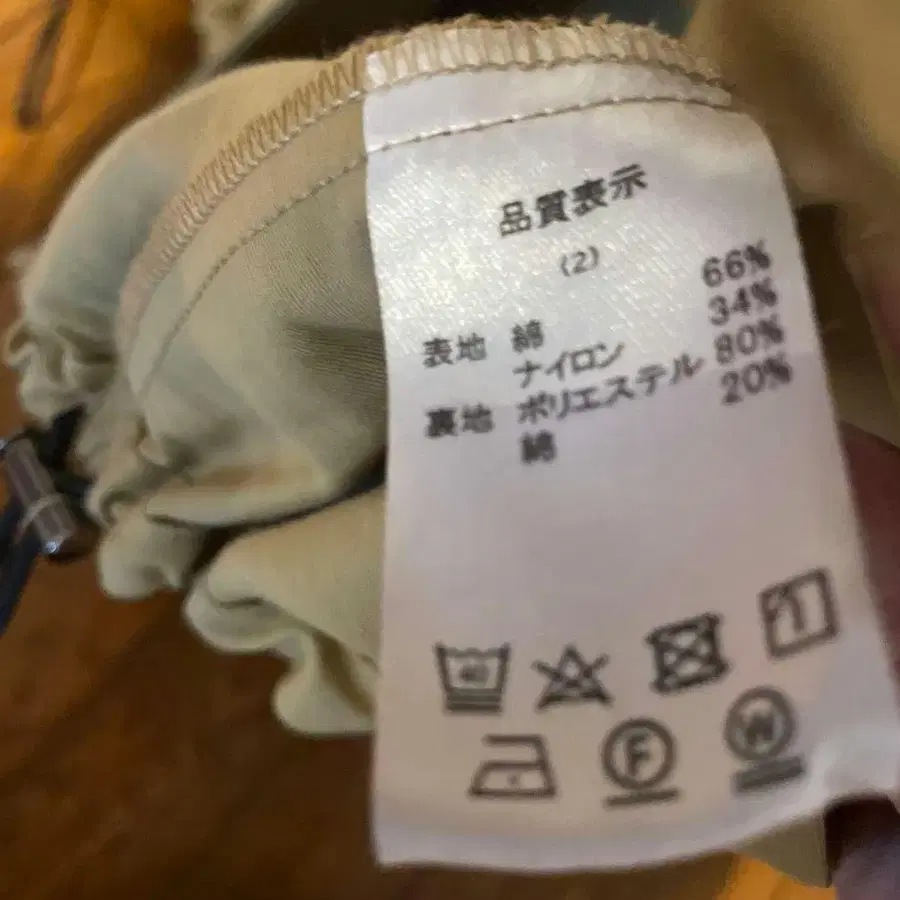 品質表示
(2)
表地 綿 66%
ナイロン 34%
裏地 ポリエステル 80%
綿 20%
40
F
W